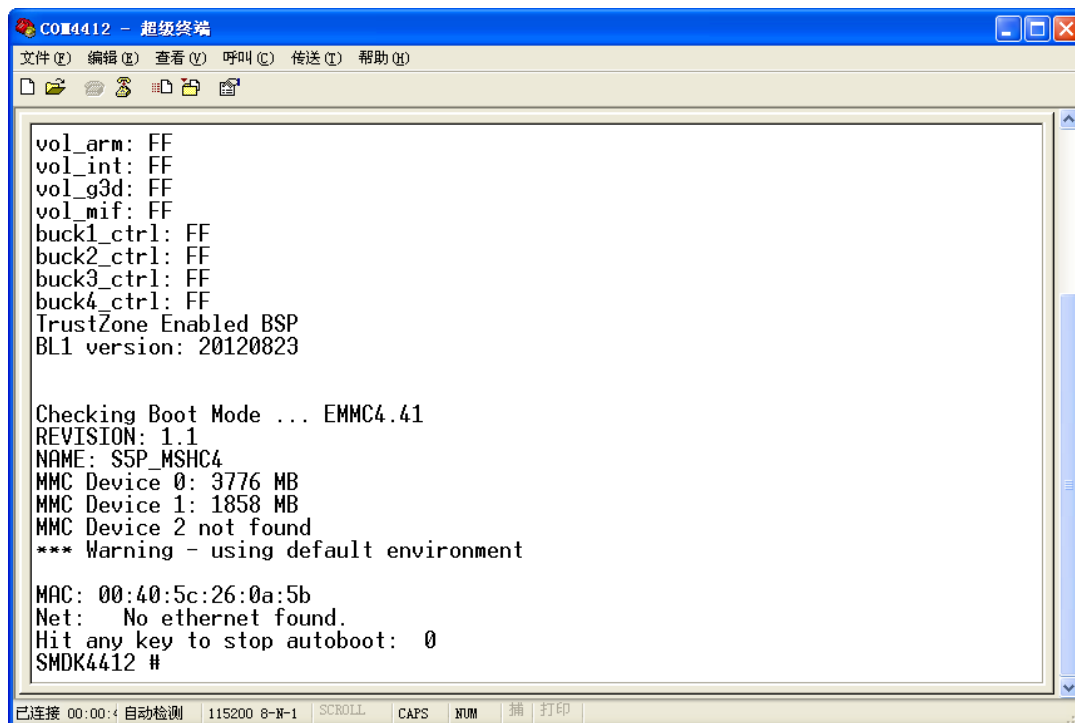 COM4412 - 超级终端
文件(F) 编辑(E) 查看(V) 呼叫(C) 传送(T) 帮助(H)
vol_arm: FF
vol_int: FF
vol_g3d: FF
vol_mif: FF
buck1_ctrl: FF
buck2_ctrl: FF
buck3_ctrl: FF
buck4_ctrl: FF
TrustZone Enabled BSP
BL1 version: 20120823
Checking Boot Mode ... EMMC4.41
REVISION: 1.1
NAME: S5P_MSHC4
MMC Device 0: 3776 MB
MMC Device 1: 1858 MB
MMC Device 2 not found
*** Warning - using default environment
MAC: 00:40:5c:26:0a:5b
Net:   No ethernet found.
Hit any key to stop autoboot:  0
SMDK4412 #
已连接 00:00: 自动检测 115200 8-N-1 SCROLL CAPS NUM 捕 打印